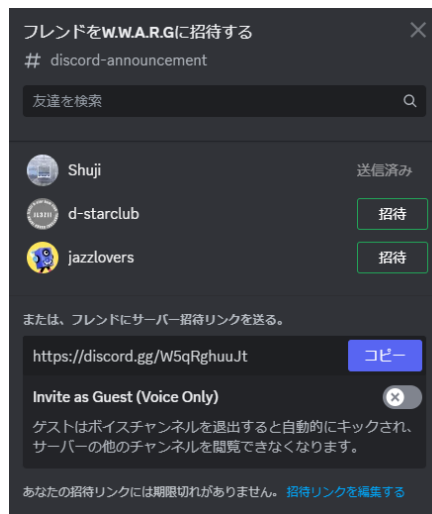 フレンドをW.W.A.R.Gに招待する
# discord-announcement
友達を検索
Shuji
送信済み
d-starclub
招待
jazzlovers
招待
または、フレンドにサーバー招待リンクを送る。
https://discord.gg/W5qRghuuJt
コピー
Invite as Guest (Voice Only)
ゲストはボイスチャンネルを退出すると自動的にキックされ、
サーバーの他のチャンネルを閲覧できなくなります。
あなたの招待リンクには期限切れがありません。 招待リンクを編集する